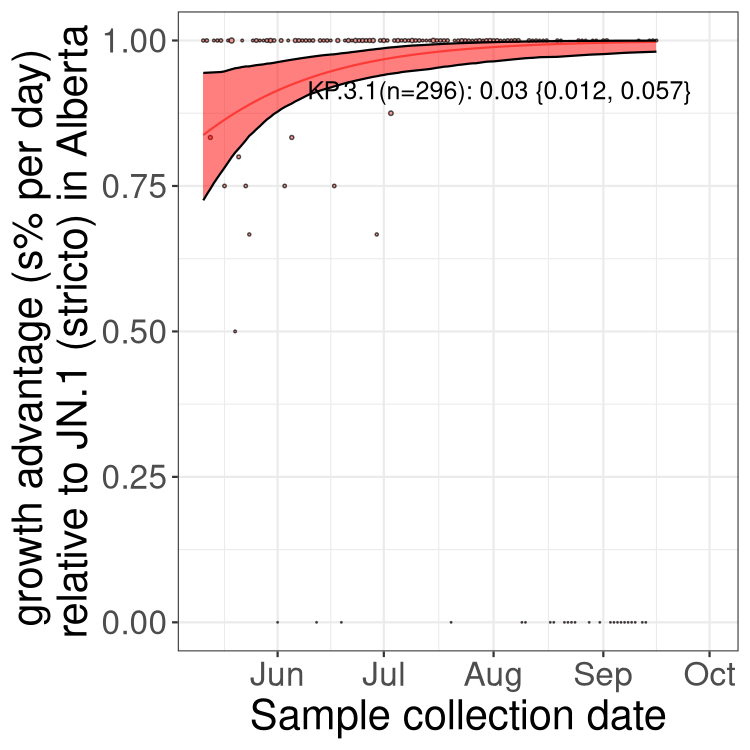 growth advantage (s% per day)
relative to JN.1 (stricto) in Alberta
1.00
0.75
0.50
0.25
0.00
KP.3.1(n=296): 0.03 {0.012, 0.057}
Jun
Jul
Aug
Sep
Oct
Sample collection date